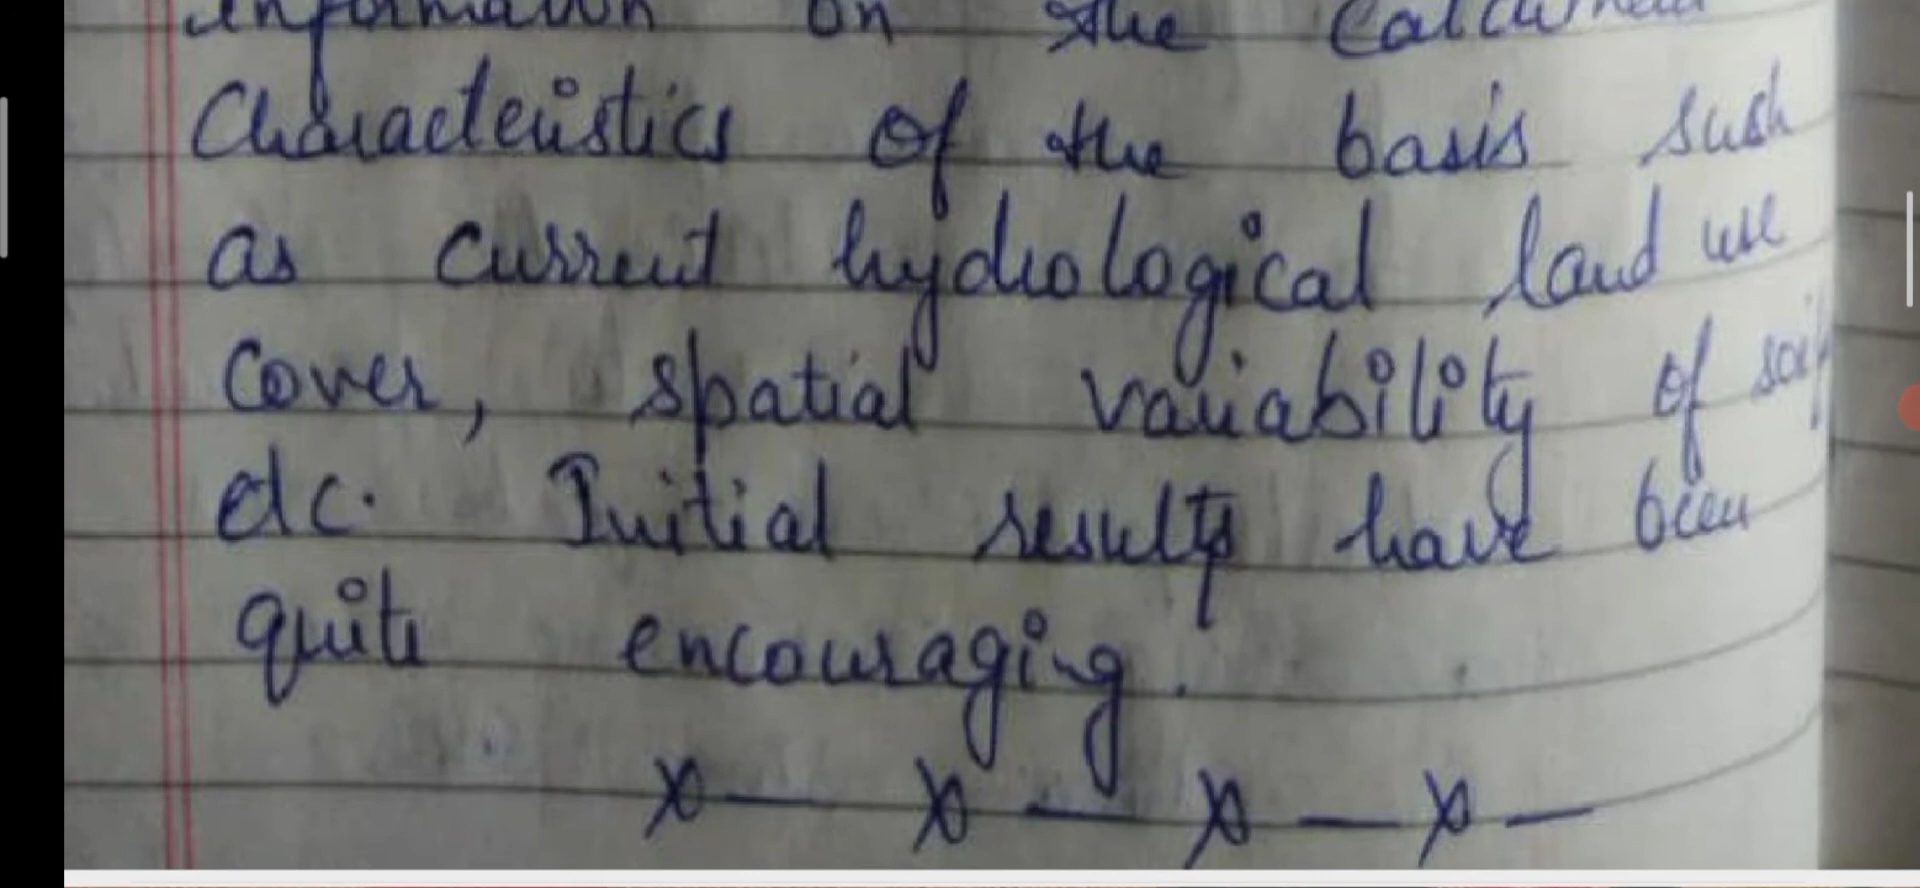 information on the
Characteristics of the basis such
as current hydrological land use
cover, spatial variability of soil
etc. Initial results have been
quite encouraging.
x — x — x — x —